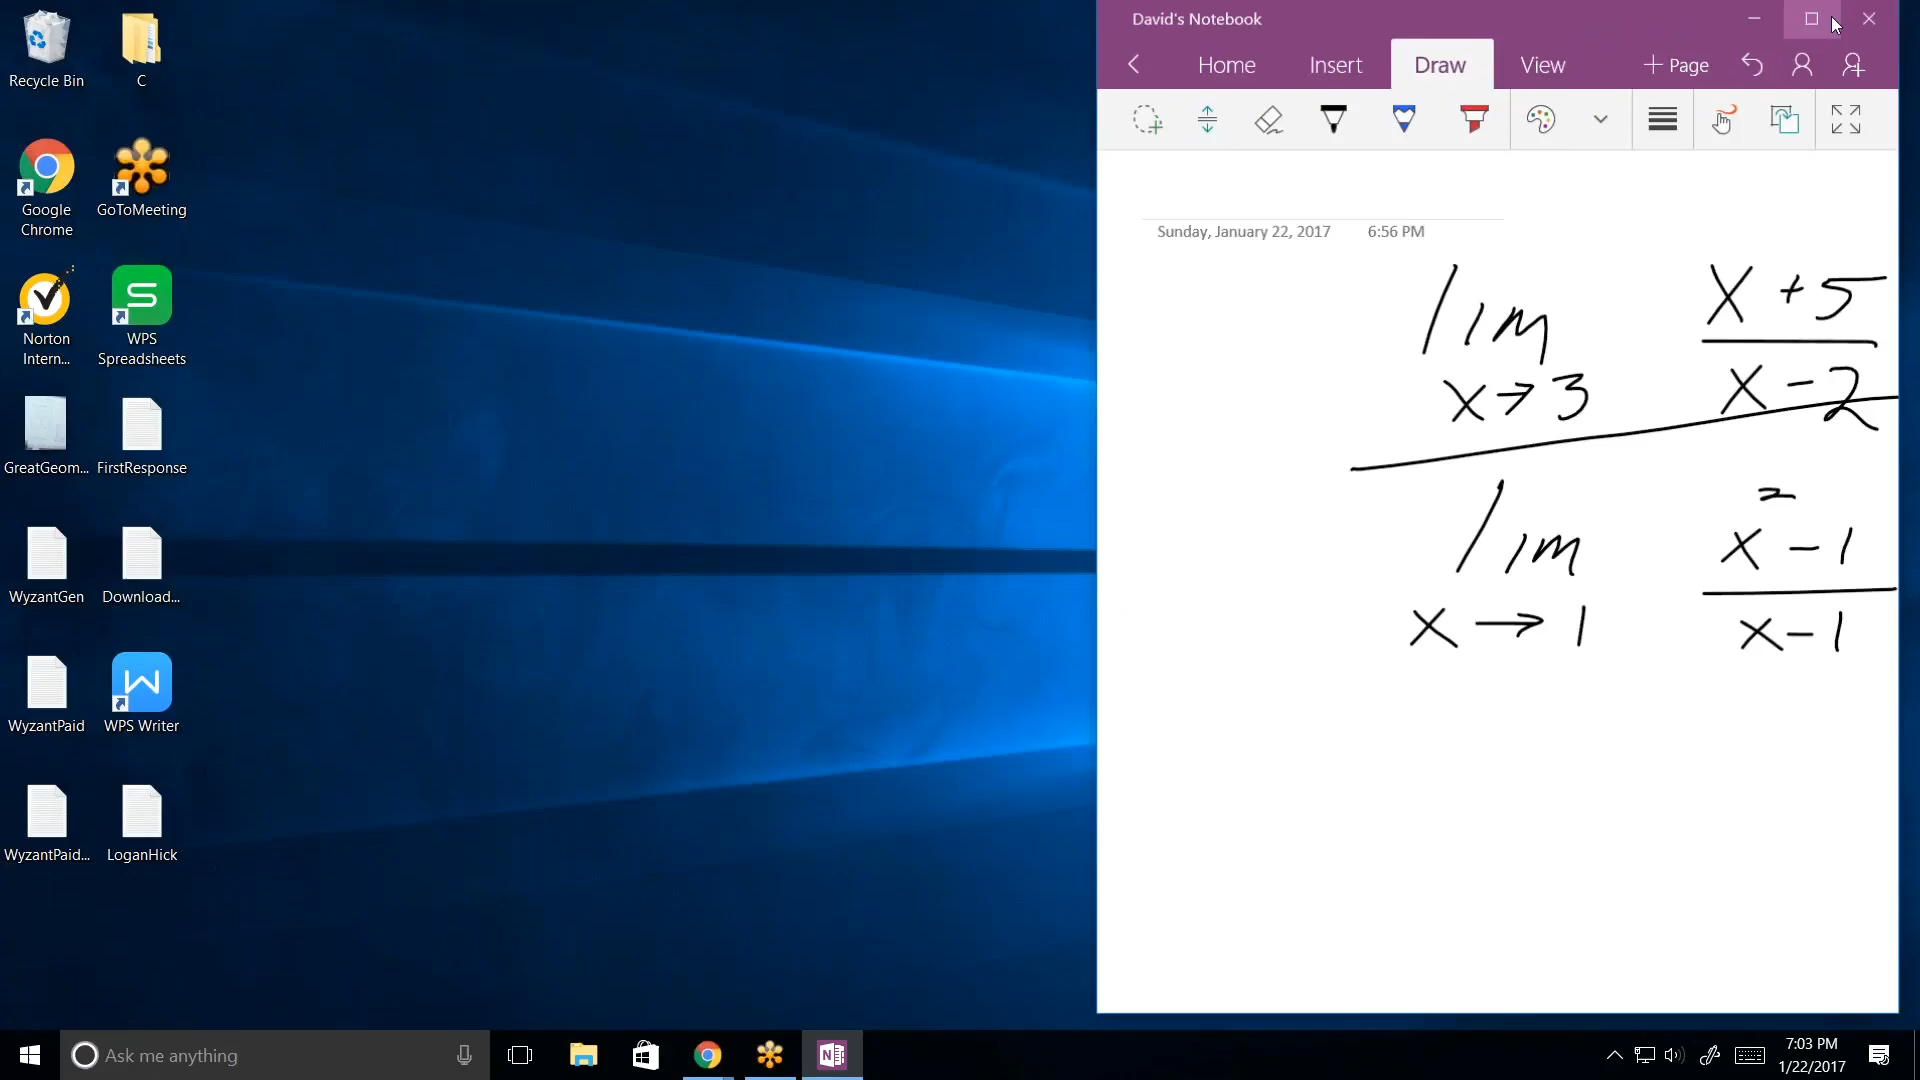 David's Notebook
Home Insert Draw View + Page
Sunday, January 22, 2017 6:56 PM
lim x + 5
x → 3 x - 2
lim x² - 1
x → 1 x - 1
Recycle Bin
C
Google
Chrome
GoToMeeting
Norton
Intern...
WPS
Spreadsheets
GreatGeom...
FirstResponse
WyzantGen
Download...
WyzantPaid
WPS Writer
WyzantPaid...
LoganHick
Ask me anything
7:03 PM
1/22/2017